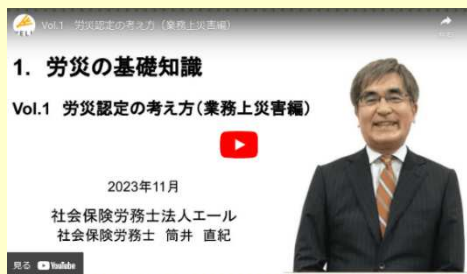 Vol.1 労災認定の考え方（業務上災害編）
1. 労災の基礎知識
Vol.1 労災認定の考え方（業務上災害編）
2023年11月
社会保険労務士法人エール
社会保険労務士 筒井 直紀
見る YouTube